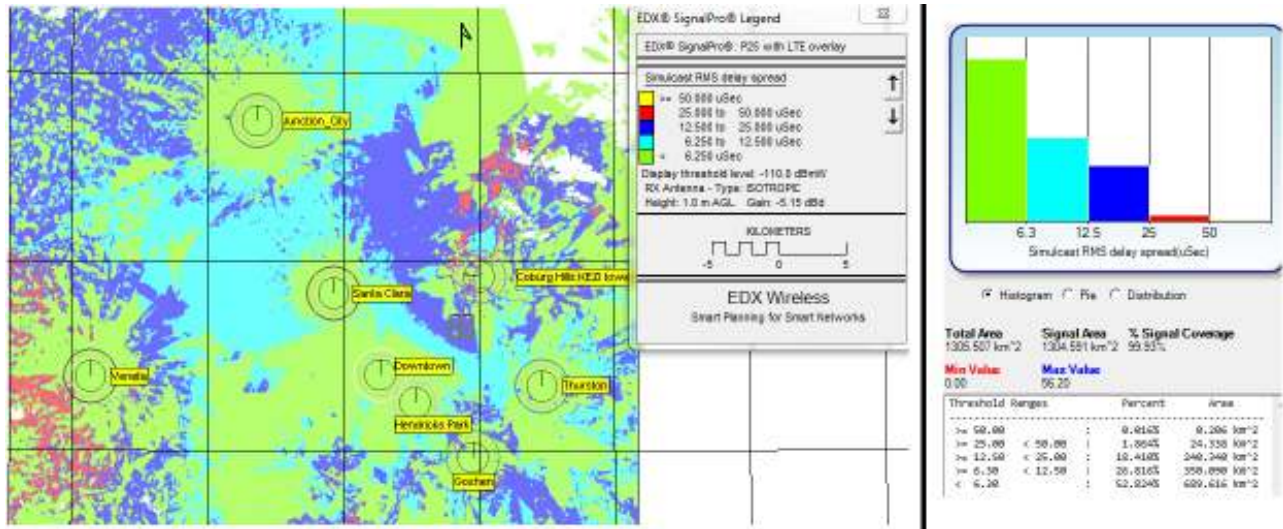 Junction_City
Coburg Hills KEZI towe
Santa Clara
Veneta
Downtown
Thurston
Hendricks Park
Goshen
EDX® SignalPro® Legend
EDX® SignalPro®: P25 with LTE overlay
Simulcast RMS delay spread
>= 50.000 uSec
25.000 to 50.000 uSec
12.500 to 25.000 uSec
6.250 to 12.500 uSec
< 6.250 uSec
Display threshold level: -110.0 dBmW
RX Antenna - Type: ISOTROPIC
Height: 1.0 m AGL Gain: -5.15 dBd
KILOMETERS
-5 0 5
EDX Wireless
Smart Planning for Smart Networks
6.3 12.5 25 50
Simulcast RMS delay spread(uSec)
Histogram Pie Distribution
Total Area Signal Area % Signal Coverage
1305.507 km^2 1304.591 km^2 99.93%
Min Value Max Value
0.00 96.20
Threshold Ranges Percent Area
>= 50.00 : 0.016% 0.206 km^2
>= 25.00 < 50.00 : 1.864% 24.338 km^2
>= 12.50 < 25.00 : 18.410% 240.340 km^2
>= 6.30 < 12.50 : 26.816% 350.090 km^2
< 6.30 : 52.824% 689.616 km^2